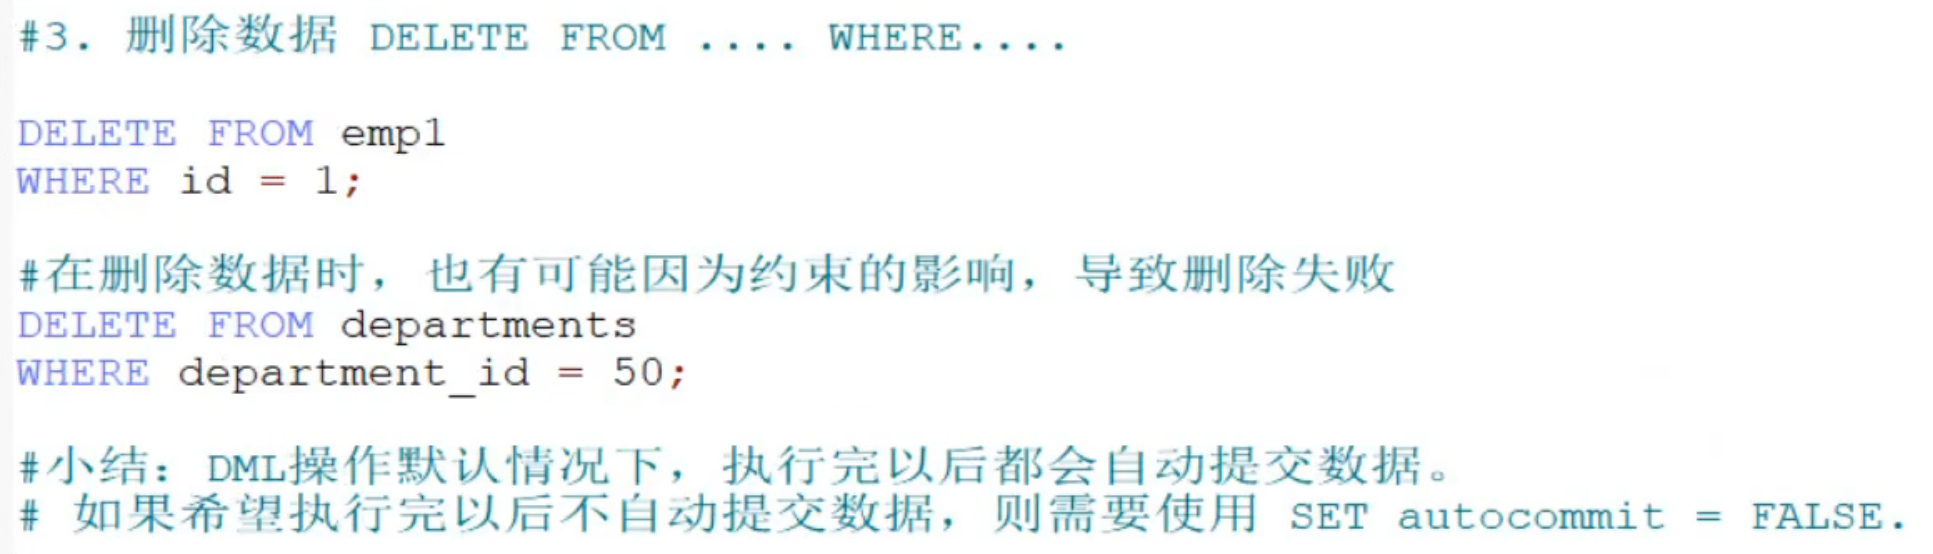 #3. 删除数据 DELETE FROM .... WHERE....
DELETE FROM emp1
WHERE id = 1;
#在删除数据时，也有可能因为约束的影响，导致删除失败
DELETE FROM departments
WHERE department_id = 50;
#小结：DML操作默认情况下，执行完以后都会自动提交数据。
# 如果希望执行完以后不自动提交数据，则需要使用 SET autocommit = FALSE.